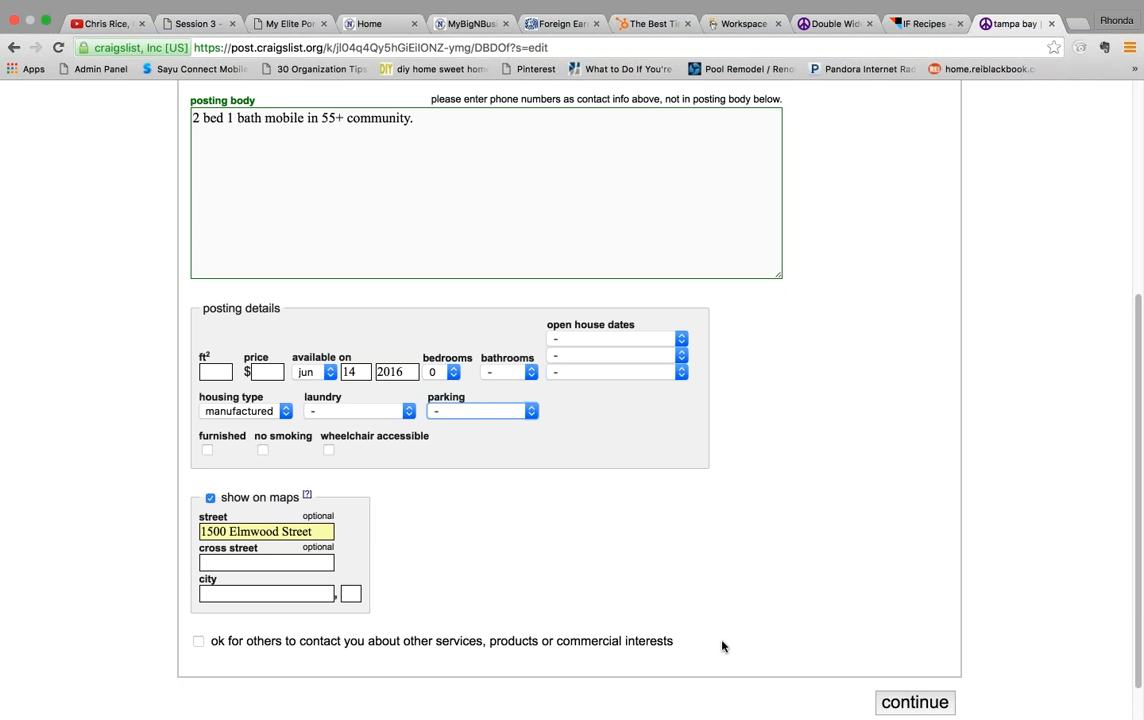 Chris Rice,
Session 3 -
My Elite Por
Home
MyBigNBus
Foreign Ear
The Best Ti
Workspace
Double Wid
IF Recipes -
tampa bay |
Rhonda
craigslist, Inc [US] https://post.craigslist.org/k/jl04q4Qy5hGiEilONZ-ymg/DBDOf?s=edit
Apps
Admin Panel
Sayu Connect Mobile
30 Organization Tips
DIY
diy home sweet hom
Pinterest
What to Do If You're
Pool Remodel / Reno
Pandora Internet Rad
home.reiblackbook.c
»
posting body
please enter phone numbers as contact info above, not in posting body below.
2 bed 1 bath mobile in 55+ community.
posting details
open house dates
-
-
ft2 price available on bedrooms bathrooms
$ jun 14 2016 0 - -
housing type laundry parking
manufactured - -
furnished no smoking wheelchair accessible
show on maps [?]
street optional
1500 Elmwood Street
cross street optional
city
,
ok for others to contact you about other services, products or commercial interests
continue